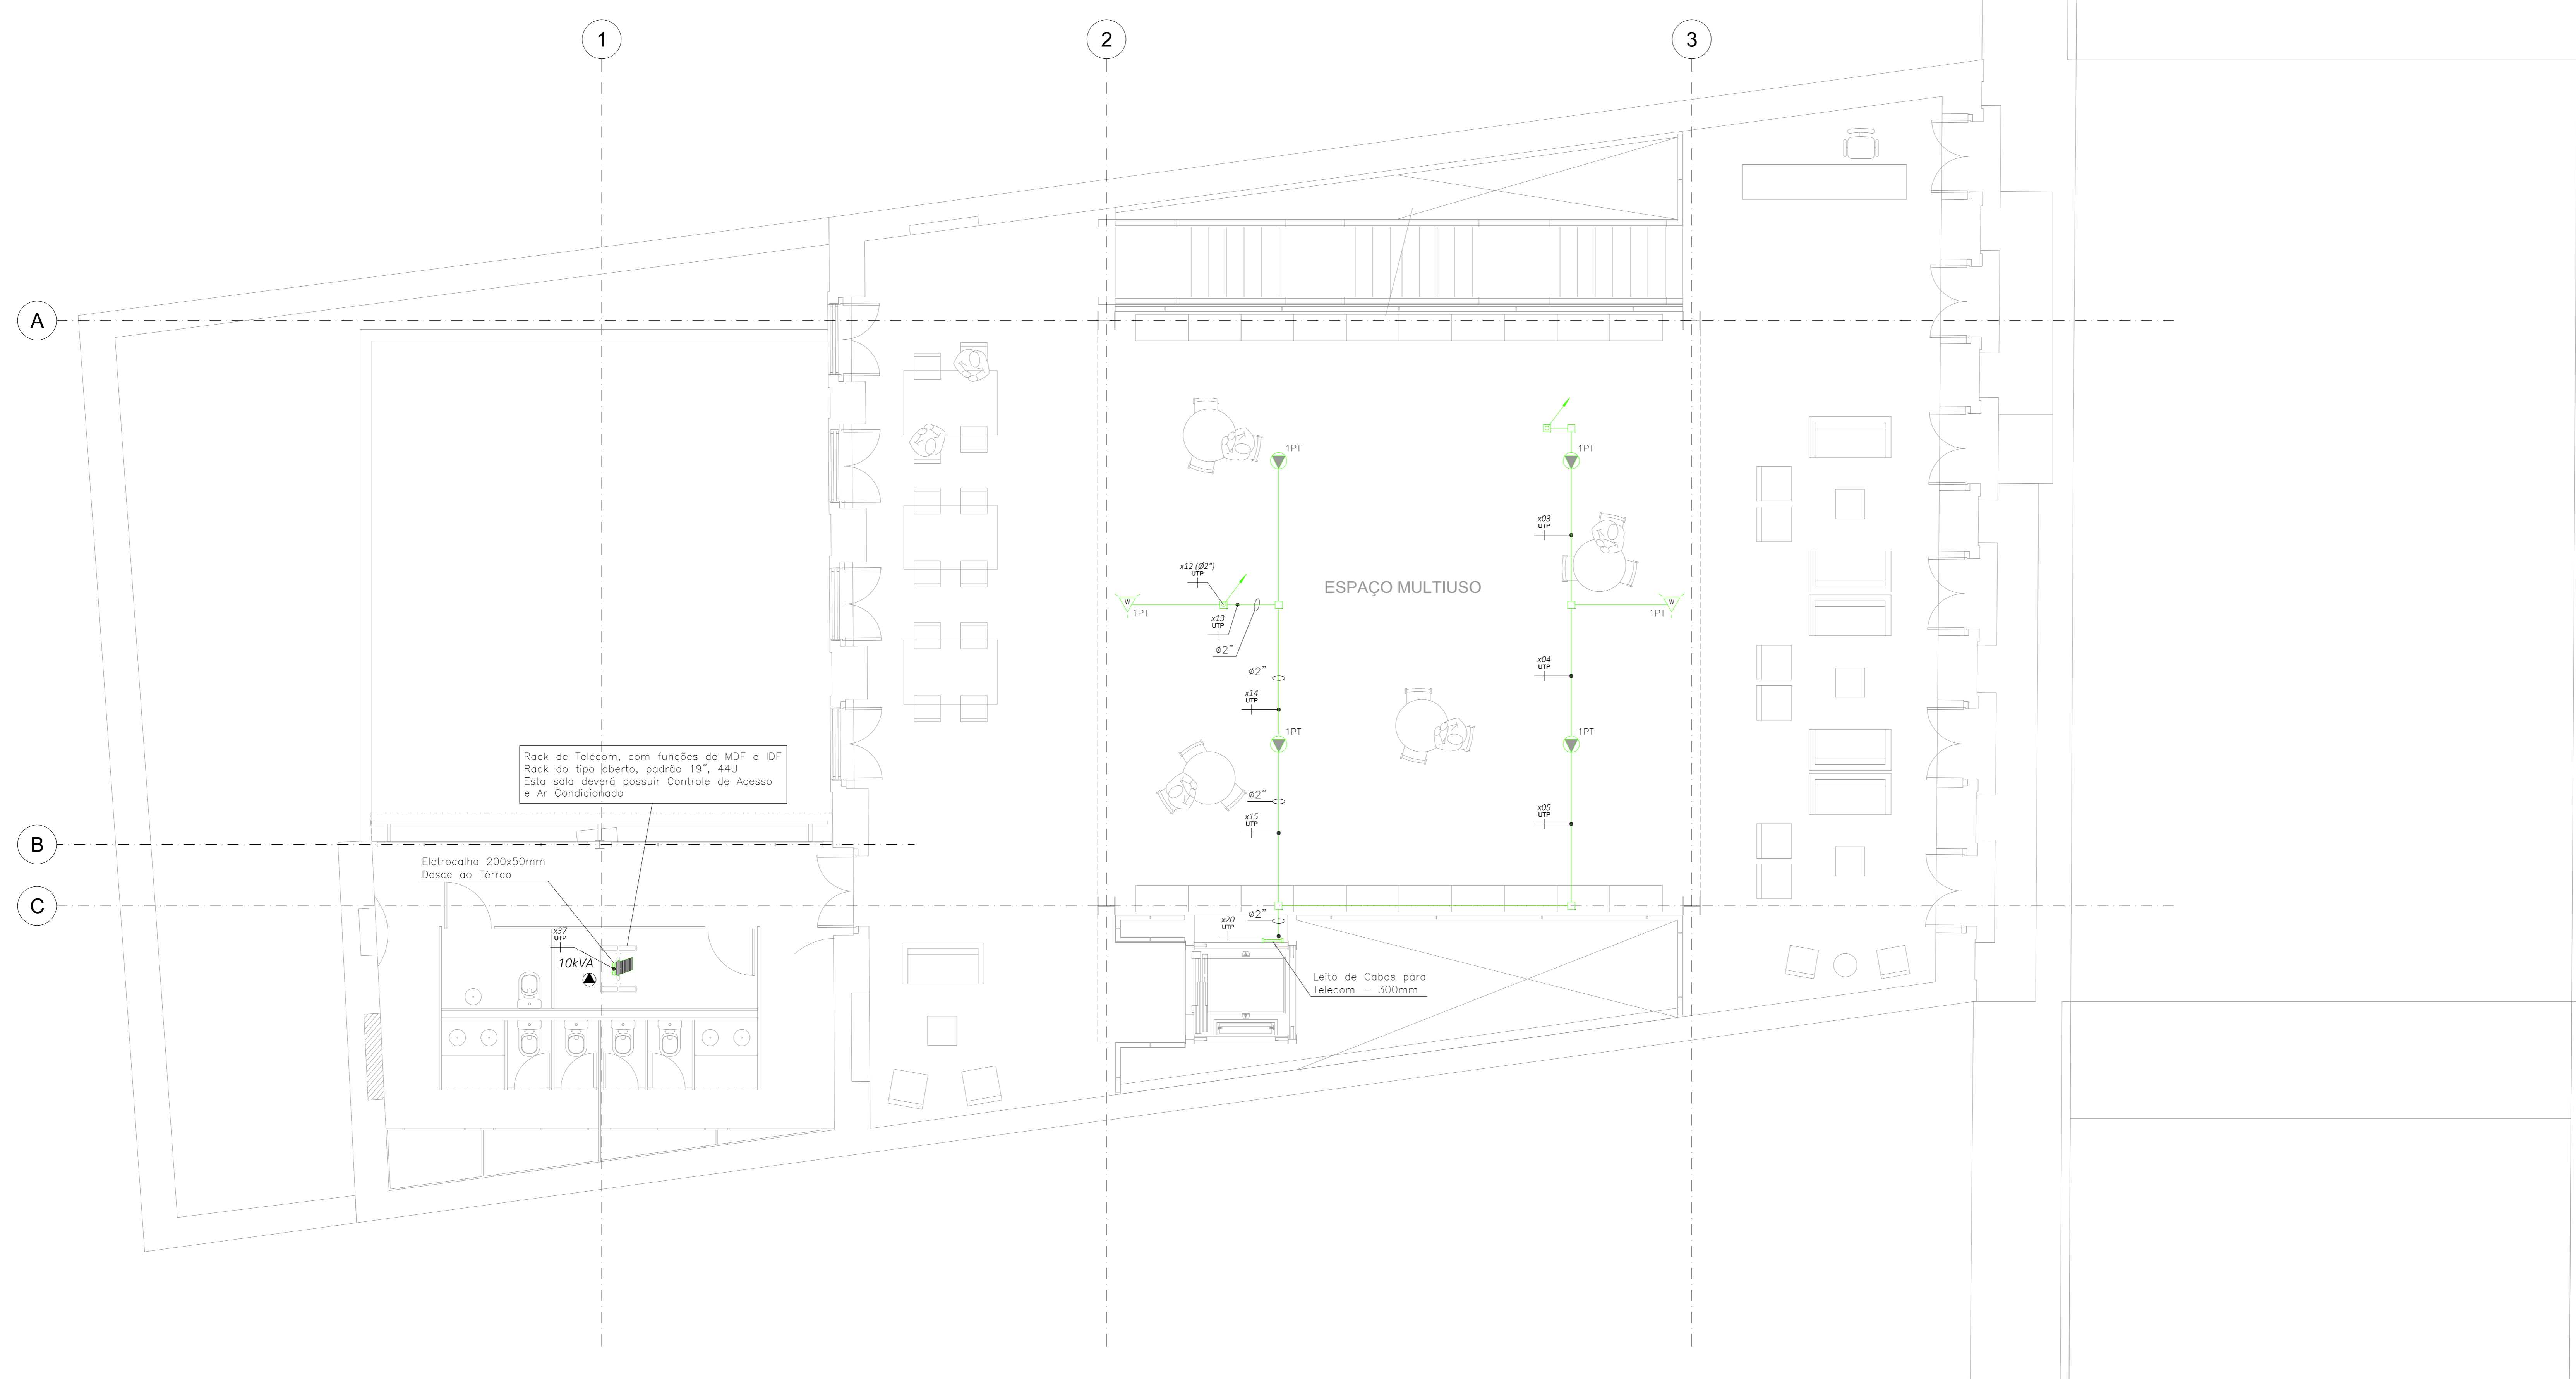 1
2
3
A
1PT
1PT
x03
UTP
x12 (Ø2")
UTP
ESPAÇO MULTIUSO
W
1PT
W
1PT
x13
UTP
ø2"
ø2"
x04
UTP
x14
UTP
1PT
1PT
Rack de Telecom, com funções de MDF e IDF
Rack do tipo aberto, padrão 19", 44U
Esta sala deverá possuir Controle de Acesso
e Ar Condicionado
ø2"
x15
UTP
x05
UTP
B
Eletrocalha 200x50mm
Desce ao Térreo
C
ø2"
x20
UTP
x37
UTP
10kVA
Leito de Cabos para
Telecom – 300mm